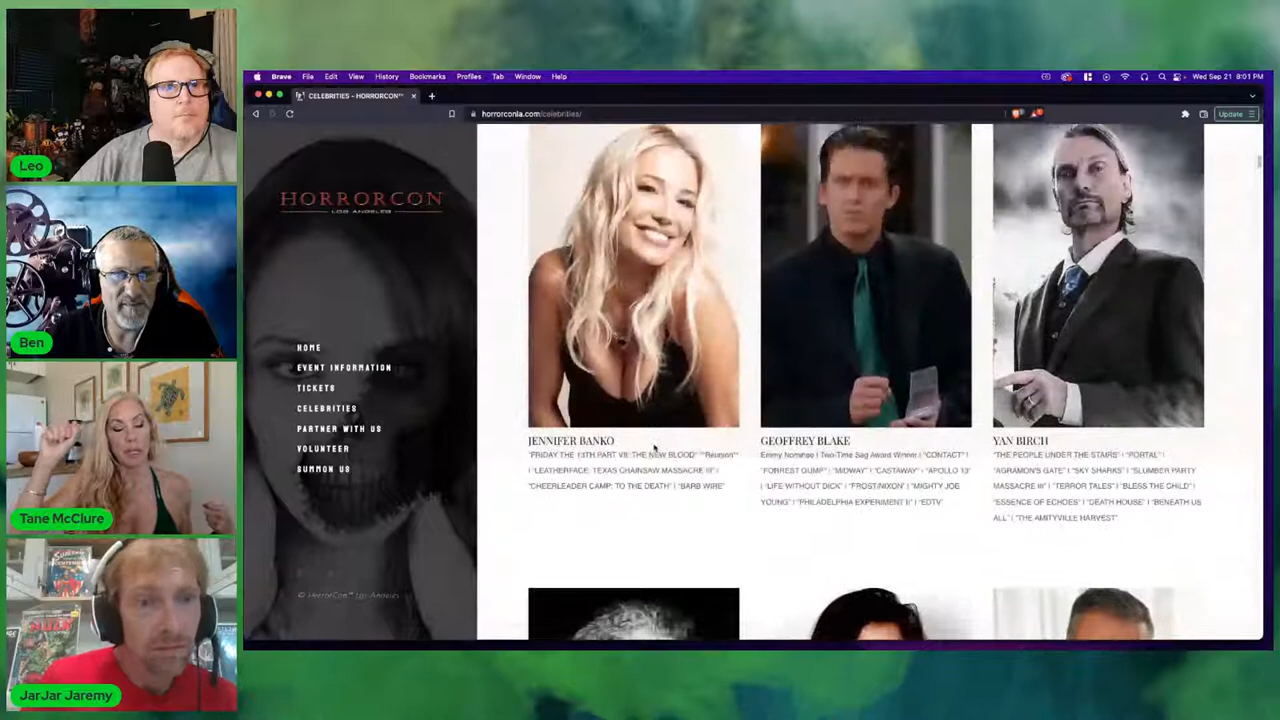 Leo
Ben
Tane McClure
JarJar Jaremy
Brave File Edit View History Bookmarks Profiles Tab Window Help
Wed Sep 21 8:01 PM
CELEBRITIES - HORRORCON™
horrorconla.com/celebrities/
Update
HORRORCON
LOS ANGELES
HOME
EVENT INFORMATION
TICKETS
CELEBRITIES
PARTNER WITH US
VOLUNTEER
SUMMON US
© HorrorCon™ Los Angeles
JENNIFER BANKO
"FRIDAY THE 13TH PART VII: THE NEW BLOOD" "Reunion"
| "LEATHERFACE: TEXAS CHAINSAW MASSACRE III" |
"CHEERLEADER CAMP: TO THE DEATH" | "BARB WIRE"
GEOFFREY BLAKE
Emmy Nominee | Two-Time Sag Award Winner | "CONTACT" |
"FORREST GUMP" | "MIDWAY" | "CASTAWAY" | "APOLLO 13"
| "LIFE WITHOUT DICK" | "FROST/NIXON" | "MIGHTY JOE
YOUNG" | "PHILADELPHIA EXPERIMENT II" | "EDTV"
YAN BIRCH
"THE PEOPLE UNDER THE STAIRS" | "PORTAL" |
"AGRAMON'S GATE" | "SKY SHARKS" | "SLUMBER PARTY
MASSACRE III" | "TERROR TALES" | "BLESS THE CHILD" |
"ESSENCE OF ECHOES" | "DEATH HOUSE" | "BENEATH US
ALL" | "THE AMITYVILLE HARVEST"